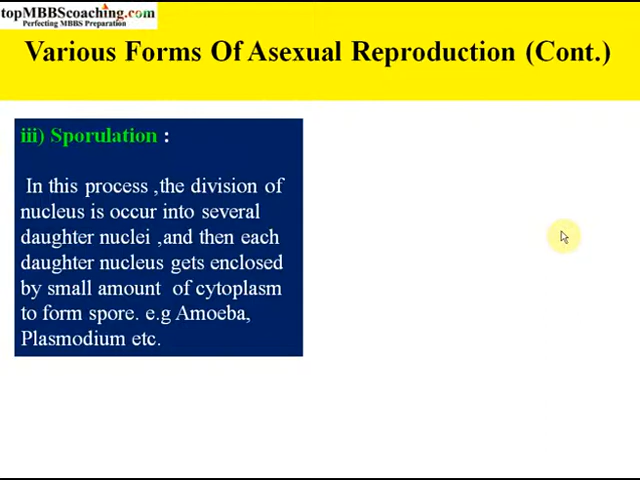 topMBBScoaching.com
Perfecting MBBS Preparation
Various Forms Of Asexual Reproduction (Cont.)
iii) Sporulation :
In this process ,the division of
nucleus is occur into several
daughter nuclei ,and then each
daughter nucleus gets enclosed
by small amount of cytoplasm
to form spore. e.g Amoeba,
Plasmodium etc.